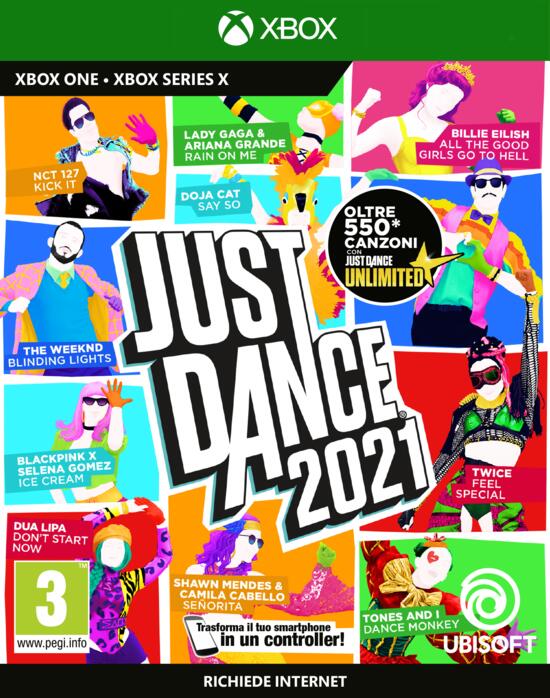 XBOX
XBOX ONE • XBOX SERIES X
NCT 127
KICK IT
LADY GAGA &
ARIANA GRANDE
RAIN ON ME
BILLIE EILISH
ALL THE GOOD
GIRLS GO TO HELL
DOJA CAT
SAY SO
OLTRE
550*
CANZONI
CON
JUST DANCE
UNLIMITED
JUST
DANCE®
2021
THE WEEKND
BLINDING LIGHTS
BLACKPINK X
SELENA GOMEZ
ICE CREAM
TWICE
FEEL
SPECIAL
DUA LIPA
DON'T START
NOW
3
TM
www.pegi.info
SHAWN MENDES &
CAMILA CABELLO
SEÑORITA
Trasforma il tuo smartphone
in un controller!
TONES AND I
DANCE MONKEY
UBISOFT
RICHIEDE INTERNET